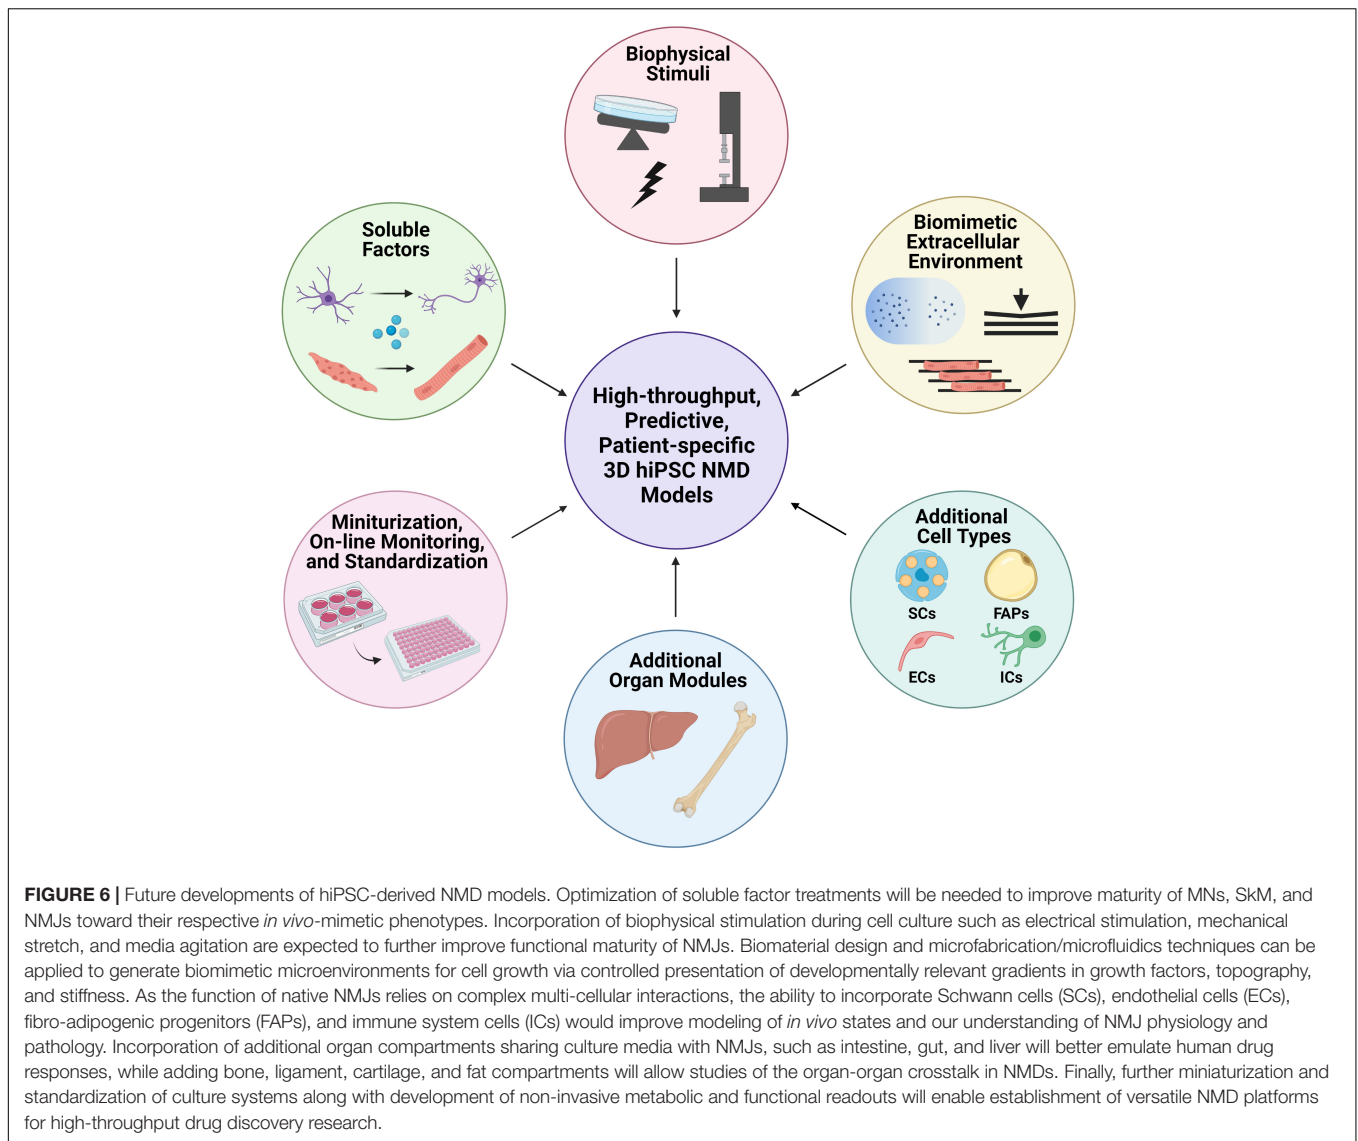 Biophysical
Stimuli
Soluble
Factors
Biomimetic
Extracellular
Environment
High-throughput,
Predictive,
Patient-specific
3D hiPSC NMD
Models
Miniturization,
On-line Monitoring,
and Standardization
Additional
Cell Types
SCs
FAPs
ECs
ICs
Additional
Organ Modules
FIGURE 6 | Future developments of hiPSC-derived NMD models. Optimization of soluble factor treatments will be needed to improve maturity of MNs, SkM, and
NMJs toward their respective in vivo-mimetic phenotypes. Incorporation of biophysical stimulation during cell culture such as electrical stimulation, mechanical
stretch, and media agitation are expected to further improve functional maturity of NMJs. Biomaterial design and microfabrication/microfluidics techniques can be
applied to generate biomimetic microenvironments for cell growth via controlled presentation of developmentally relevant gradients in growth factors, topography,
and stiffness. As the function of native NMJs relies on complex multi-cellular interactions, the ability to incorporate Schwann cells (SCs), endothelial cells (ECs),
fibro-adipogenic progenitors (FAPs), and immune system cells (ICs) would improve modeling of in vivo states and our understanding of NMJ physiology and
pathology. Incorporation of additional organ compartments sharing culture media with NMJs, such as intestine, gut, and liver will better emulate human drug
responses, while adding bone, ligament, cartilage, and fat compartments will allow studies of the organ-organ crosstalk in NMDs. Finally, further miniaturization and
standardization of culture systems along with development of non-invasive metabolic and functional readouts will enable establishment of versatile NMD platforms
for high-throughput drug discovery research.